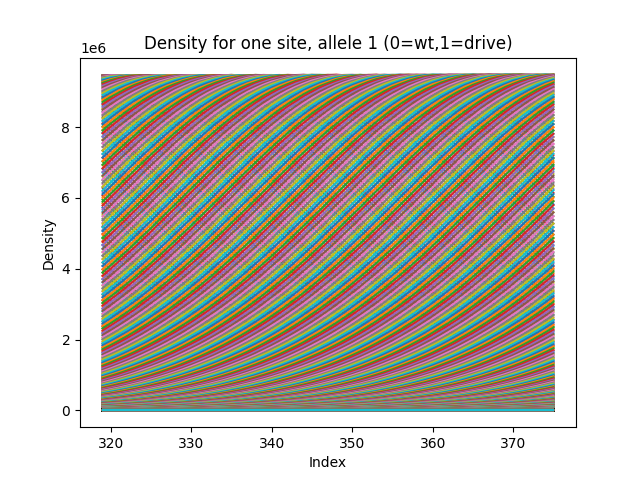 Density for one site, allele 1 (0=wt,1=drive)
1e6
8
6
4
2
0
Density
320 330 340 350 360 370
Index